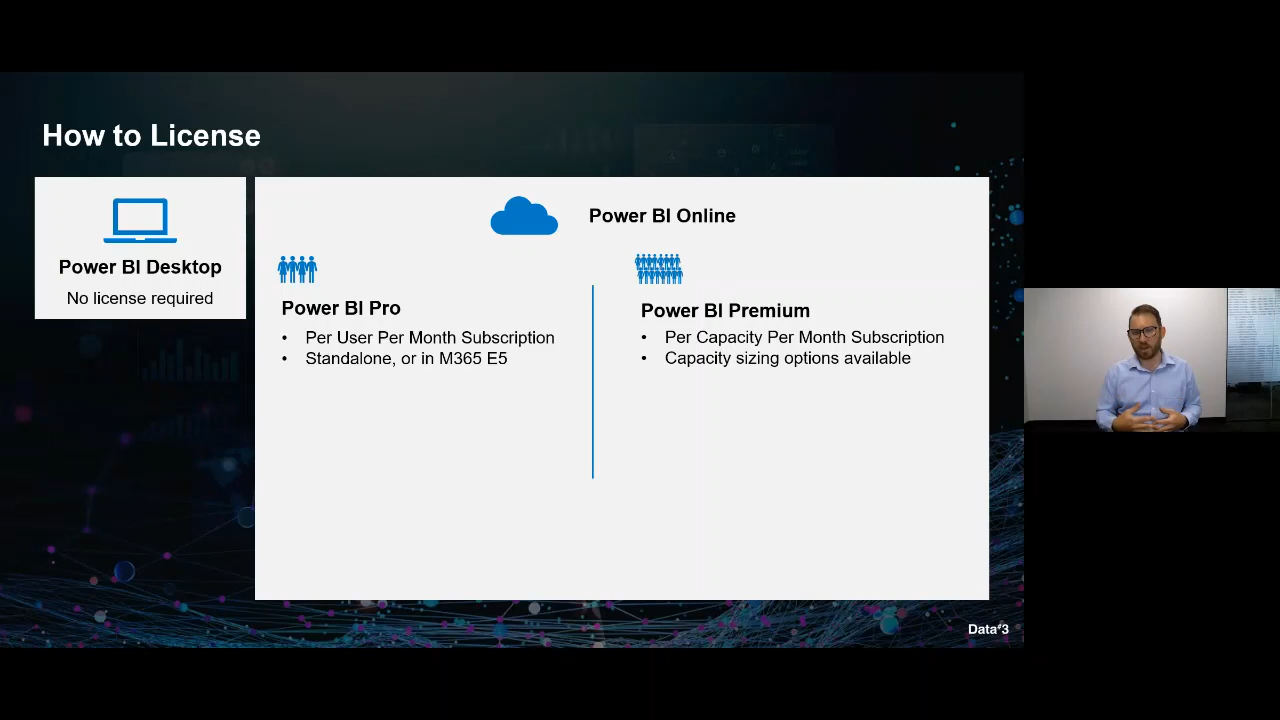 How to License
Power BI Desktop
No license required
Power BI Online
Power BI Pro
• Per User Per Month Subscription
• Standalone, or in M365 E5
Power BI Premium
• Per Capacity Per Month Subscription
• Capacity sizing options available
Data#3